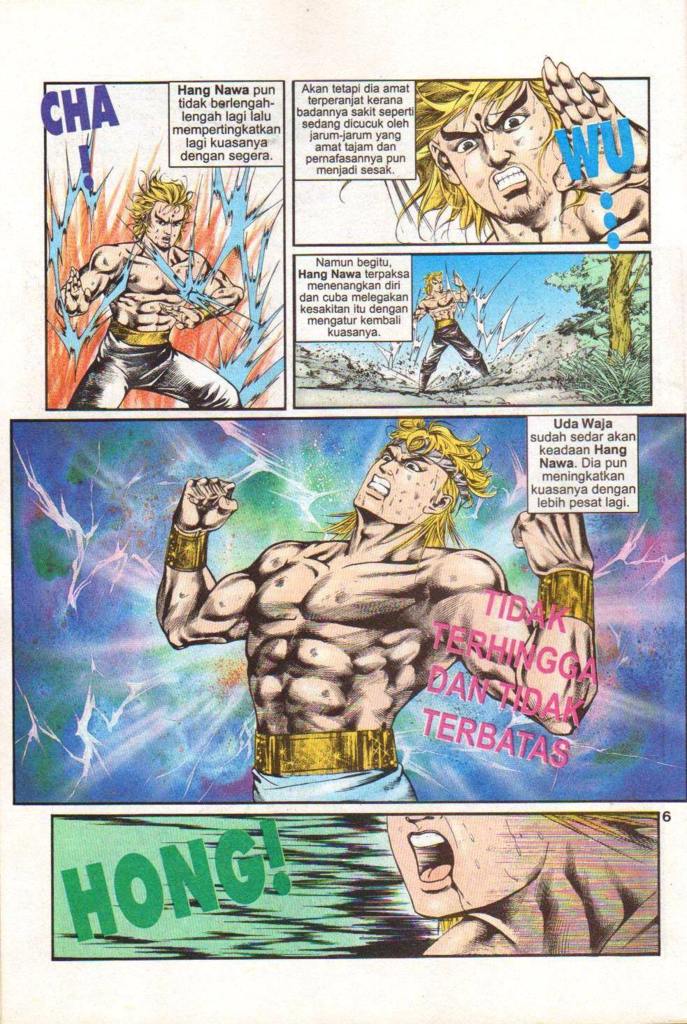 CHA
!
Hang Nawa pun
tidak berlengah-
lengah lagi lalu
mempertingkatkan
lagi kuasanya
dengan segera.
Akan tetapi dia amat
terperanjat kerana
badannya sakit seperti
sedang dicucuk oleh
jarum-jarum yang
amat tajam dan
pernafasannya pun
menjadi sesak.
WU
...
Namun begitu,
Hang Nawa terpaksa
menenangkan diri
dan cuba melegakan
kesakitan itu dengan
mengatur kembali
kuasanya.
Uda Waja
sudah sedar akan
keadaan Hang
Nawa. Dia pun
meningkatkan
kuasanya dengan
lebih pesat lagi.
TIDAK
TERHINGGA
DAN TIDAK
TERBATAS
6
HONG!